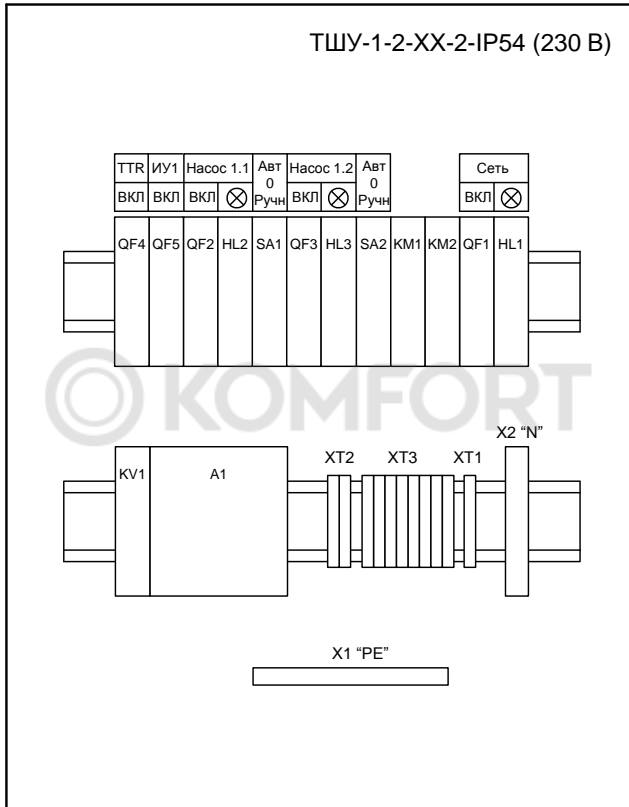 ТШУ-1-2-XX-2-IP54 (230 В)
TTR ИУ1 Насос 1.1 Авт 0 Ручн Насос 1.2 Авт 0 Ручн Сеть
ВКЛ ВКЛ ВКЛ ВКЛ ВКЛ
QF4 QF5 QF2 HL2 SA1 QF3 HL3 SA2 KM1 KM2 QF1 HL1
KOMFORT
X2 “N”
XT2 XT3 XT1
KV1 A1
X1 “PE”